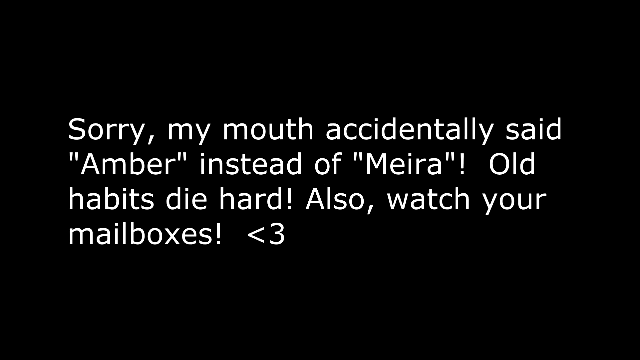 Sorry, my mouth accidentally said
"Amber" instead of "Meira"!  Old
habits die hard! Also, watch your
mailboxes!  <3